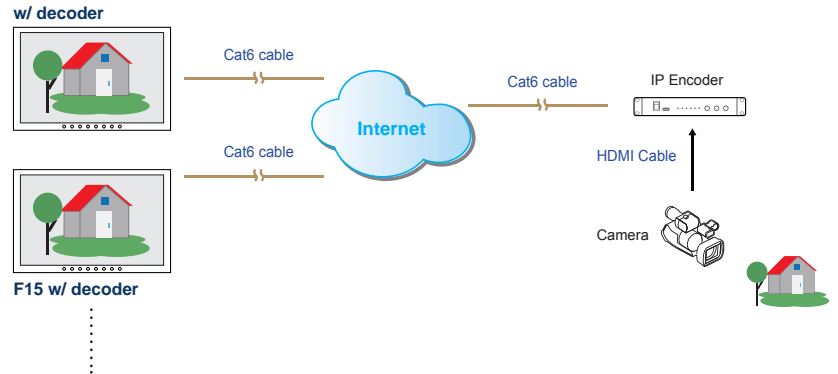 w/ decoder
Cat6 cable
Cat6 cable
IP Encoder
Internet
HDMI Cable
Cat6 cable
Camera
F15 w/ decoder